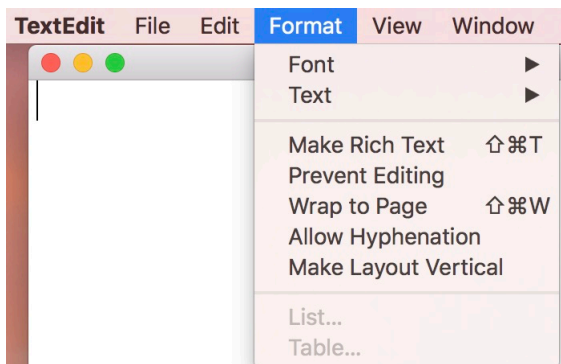 TextEdit File Edit Format View Window
Font ▶
Text ▶
Make Rich Text ⇧⌘T
Prevent Editing
Wrap to Page ⇧⌘W
Allow Hyphenation
Make Layout Vertical
List...
Table...